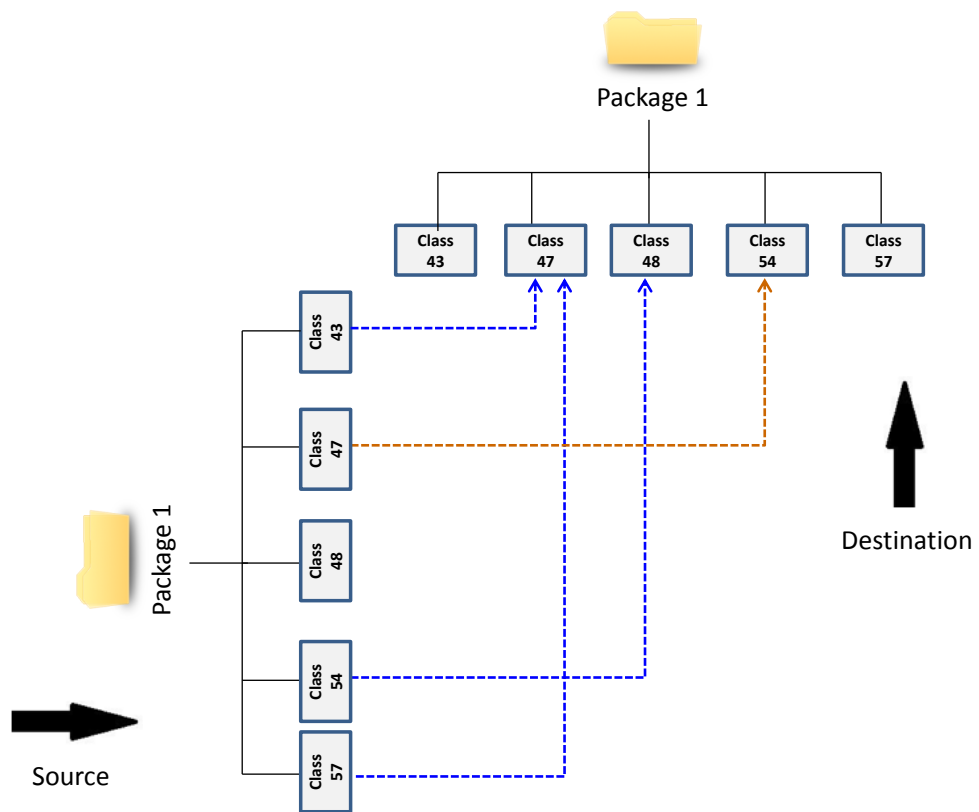 Package 1
Class
43
Class
47
Class
48
Class
54
Class
57
Class
43
Class
47
Package 1
Class
48
Destination
Class
54
Class
57
Source